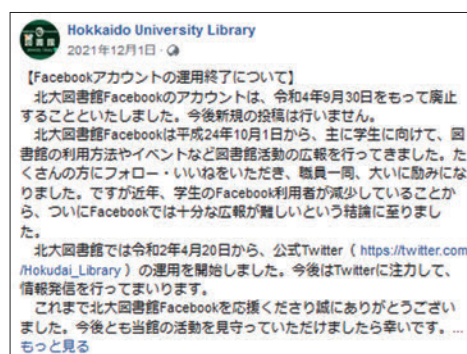 Hokkaido University Library
2021年12月1日
【Facebookアカウントの運用終了について】
北大図書館Facebookのアカウントは、令和4年9月30日をもって廃止
することといたしました。今後新規の投稿は行いません。
北大図書館Facebookは平成24年10月1日から、主に学生に向けて、図
書館の利用方法やイベントなど図書館活動の広報を行ってきました。た
くさんの方にフォロー・いいねをいただき、職員一同、大いに励みにな
りました。ですが近年、学生のFacebook利用者が減少していることか
ら、ついにFacebookでは十分な広報が難しいという結論に至りまし
た。
北大図書館では令和2年4月20日から、公式Twitter（ https://twitter.com
/Hokudai_Library ）の運用を開始しました。今後はTwitterに注力して、
情報発信を行ってまいります。
これまで北大図書館Facebookを応援くださり誠にありがとうござい
ました。今後とも当館の活動を見守っていただけましたら幸いです。...
もっと見る